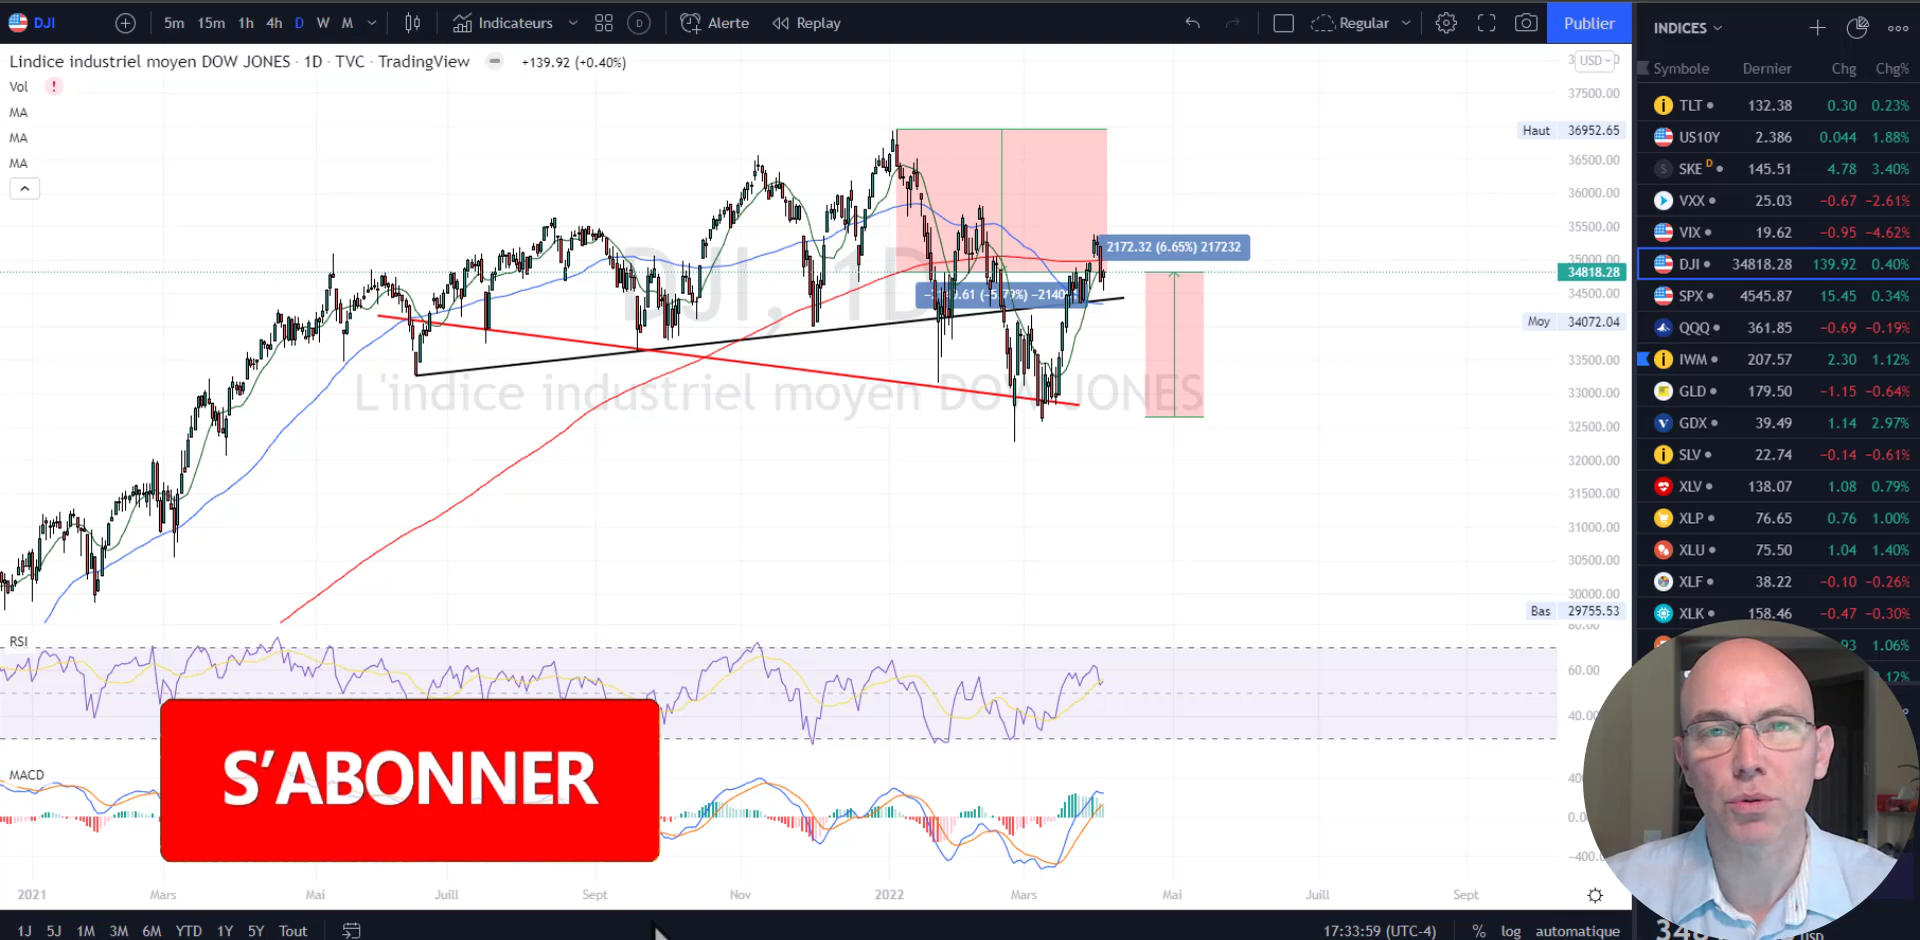 DJI 5m 15m 1h 4h D W M Indicateurs D Alerte Replay Regular Publier
Lindice industriel moyen DOW JONES · 1D · TVC · TradingView +139.92 (+0.40%)
Vol !
MA
MA
MA
USD
37500.00
Haut 36952.65
36500.00
36000.00
35500.00
35000.00
34818.28
34500.00
Moy 34072.04
33500.00
33000.00
32500.00
32000.00
31500.00
31000.00
30500.00
30000.00
Bas 29755.53
2172.32 (6.65%) 217232
(−5.79%)
DJI, 1D
L'indice industriel moyen DOW JONES
RSI
80.00
60.00
40.00
MACD
S'ABONNER
2021 Mars Mai Juill Sept Nov 2022 Mars Mai Juill Sept
1J 5J 1M 3M 6M YTD 1Y 5Y Tout 17:33:59 (UTC-4) % log automatique
INDICES
Symbole Dernier Chg Chg%
TLT 132.38 0.30 0.23%
US10Y 2.386 0.044 1.88%
SKE D 145.51 4.78 3.40%
VXX 25.03 −0.67 −2.61%
VIX 19.62 −0.95 −4.62%
DJI 34818.28 139.92 0.40%
SPX 4545.87 15.45 0.34%
QQQ 361.85 −0.69 −0.19%
IWM 207.57 2.30 1.12%
GLD 179.50 −1.15 −0.64%
GDX 39.49 1.14 2.97%
SLV 22.74 −0.14 −0.61%
XLV 138.07 1.08 0.79%
XLP 76.65 0.76 1.00%
XLU 75.50 1.04 1.40%
XLF 38.22 −0.10 −0.26%
XLK 158.46 −0.47 −0.30%
1.06%
USD